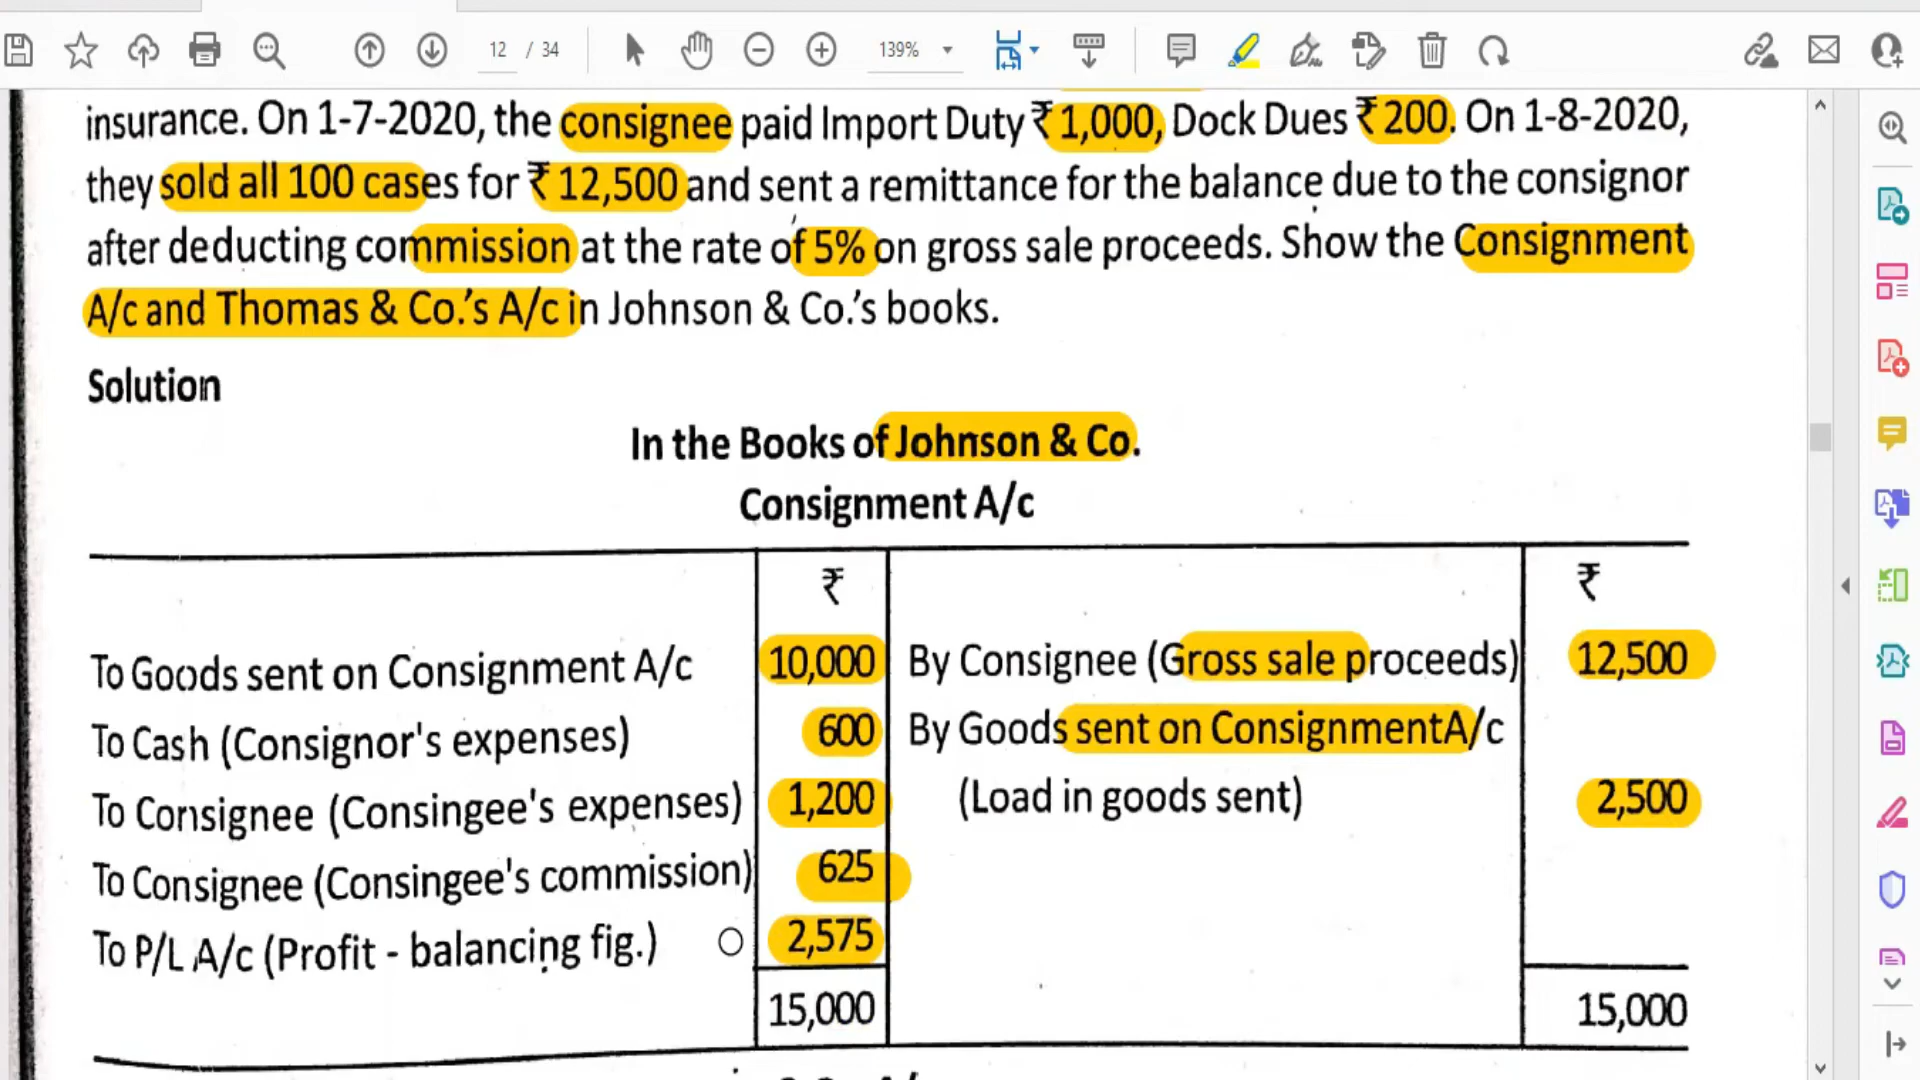 12 / 34
139%
insurance. On 1-7-2020, the consignee paid Import Duty ₹ 1,000, Dock Dues ₹ 200. On 1-8-2020,
they sold all 100 cases for ₹ 12,500 and sent a remittance for the balance due to the consignor
after deducting commission at the rate of 5% on gross sale proceeds. Show the Consignment
A/c and Thomas & Co.'s A/c in Johnson & Co.'s books.
Solution
In the Books of Johnson & Co.
Consignment A/c
₹ ₹
To Goods sent on Consignment A/c 10,000 By Consignee (Gross sale proceeds) 12,500
To Cash (Consignor's expenses) 600 By Goods sent on ConsignmentA/c
To Consignee (Consingee's expenses) 1,200 (Load in goods sent) 2,500
To Consignee (Consingee's commission) 625
To P/L A/c (Profit - balancing fig.) 2,575
15,000 15,000